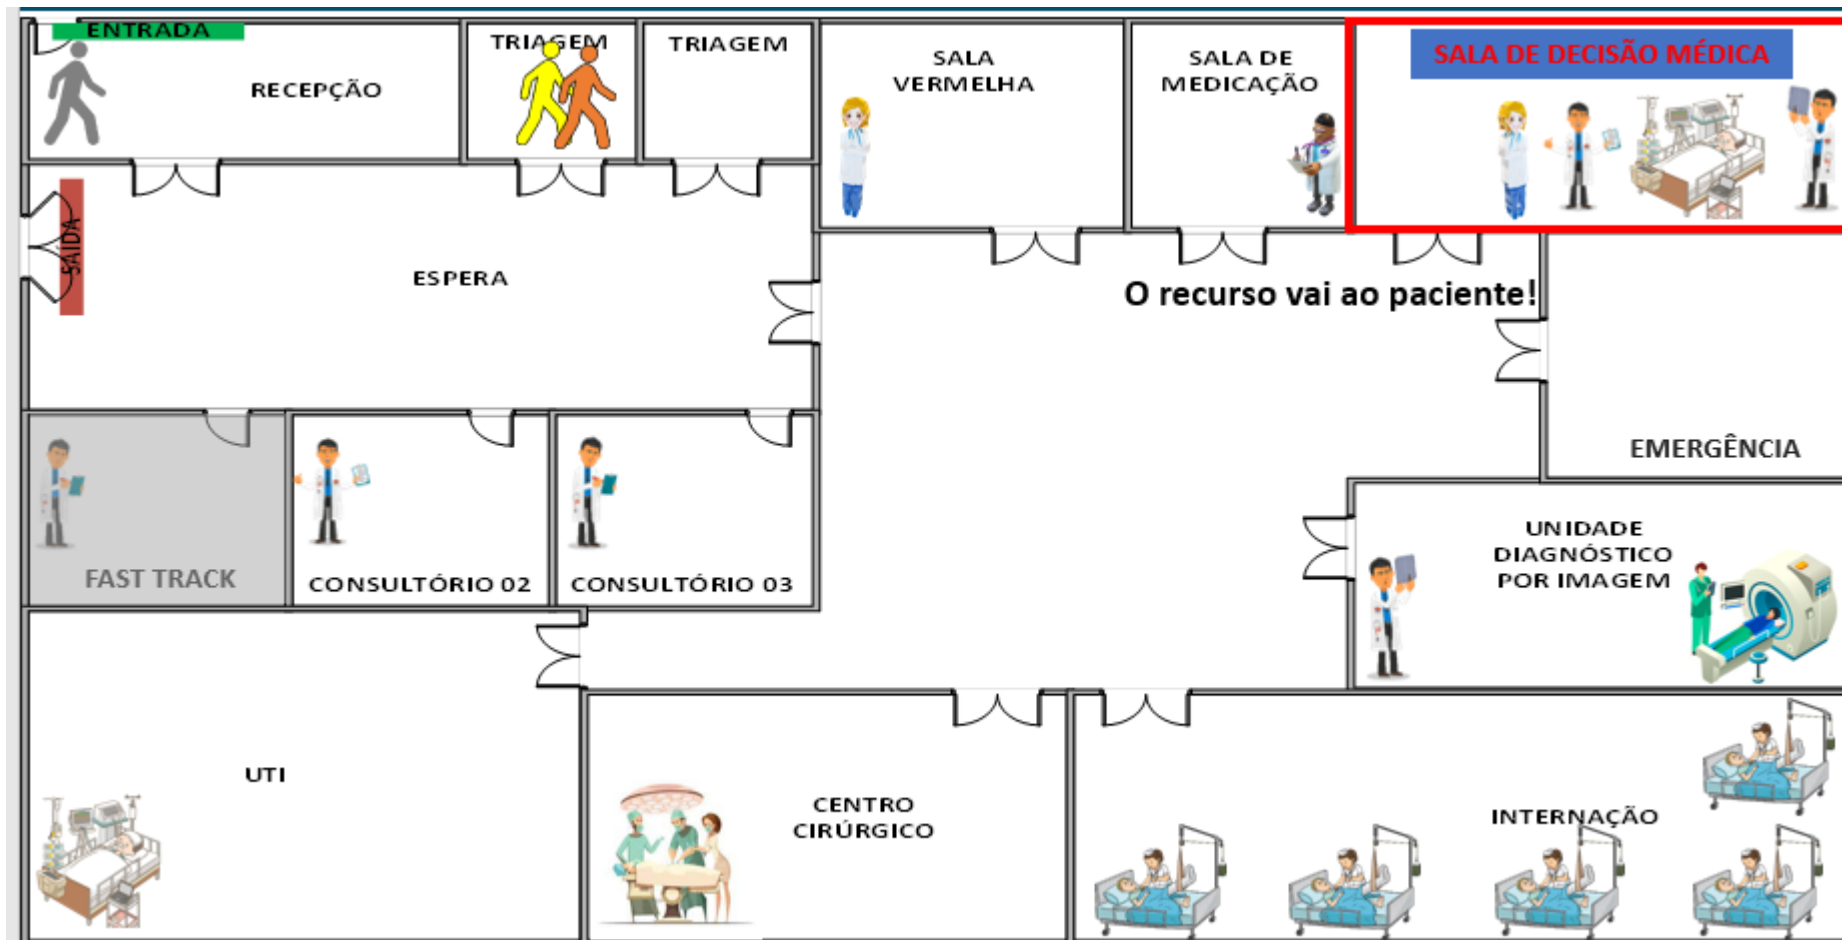 ENTRADA
RECEPÇÃO
TRIAGEM
TRIAGEM
SALA
VERMELHA
SALA DE
MEDICAÇÃO
SALA DE DECISÃO MÉDICA
SAÍDA
ESPERA
O recurso vai ao paciente!
EMERGÊNCIA
FAST TRACK
CONSULTÓRIO 02
CONSULTÓRIO 03
UNIDADE
DIAGNÓSTICO
POR IMAGEM
UTI
CENTRO
CIRÚRGICO
INTERNAÇÃO